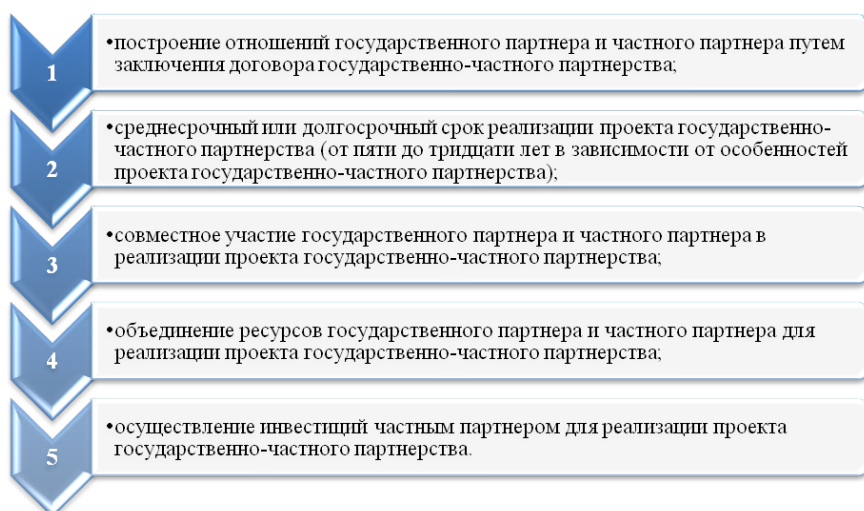 1
•построение отношений государственного партнера и частного партнера путем
заключения договора государственно-частного партнерства;
2
•среднесрочный или долгосрочный срок реализации проекта государственно-
частного партнерства (от пяти до тридцати лет в зависимости от особенностей
проекта государственно-частного партнерства);
3
•совместное участие государственного партнера и частного партнера в
реализации проекта государственно-частного партнерства;
4
•объединение ресурсов государственного партнера и частного партнера для
реализации проекта государственно-частного партнерства;
5
•осуществление инвестиций частным партнером для реализации проекта
государственно-частного партнерства.